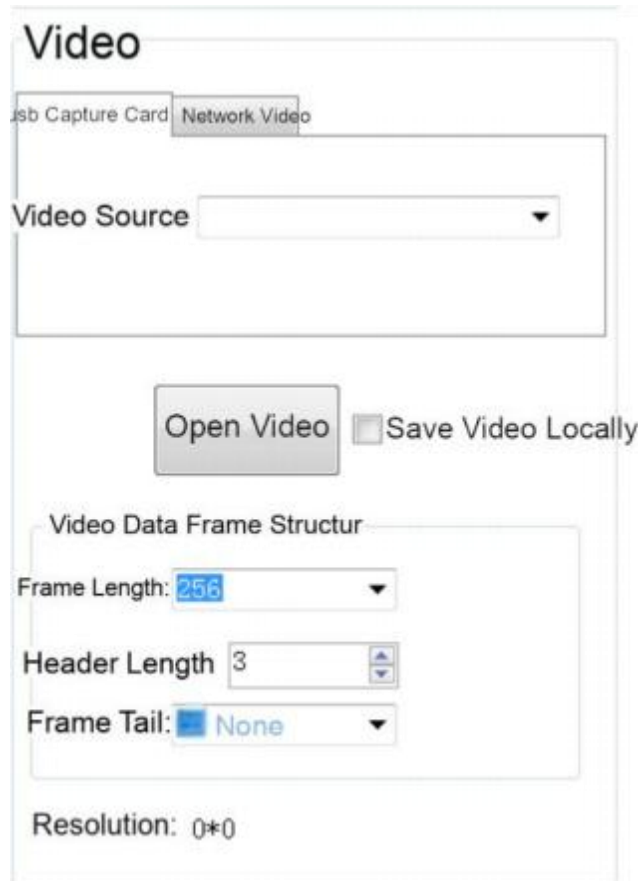 Video
usb Capture Card Network Video
Video Source
Open Video Save Video Locally
Video Data Frame Structur
Frame Length: 256
Header Length 3
Frame Tail: None
Resolution: 0*0